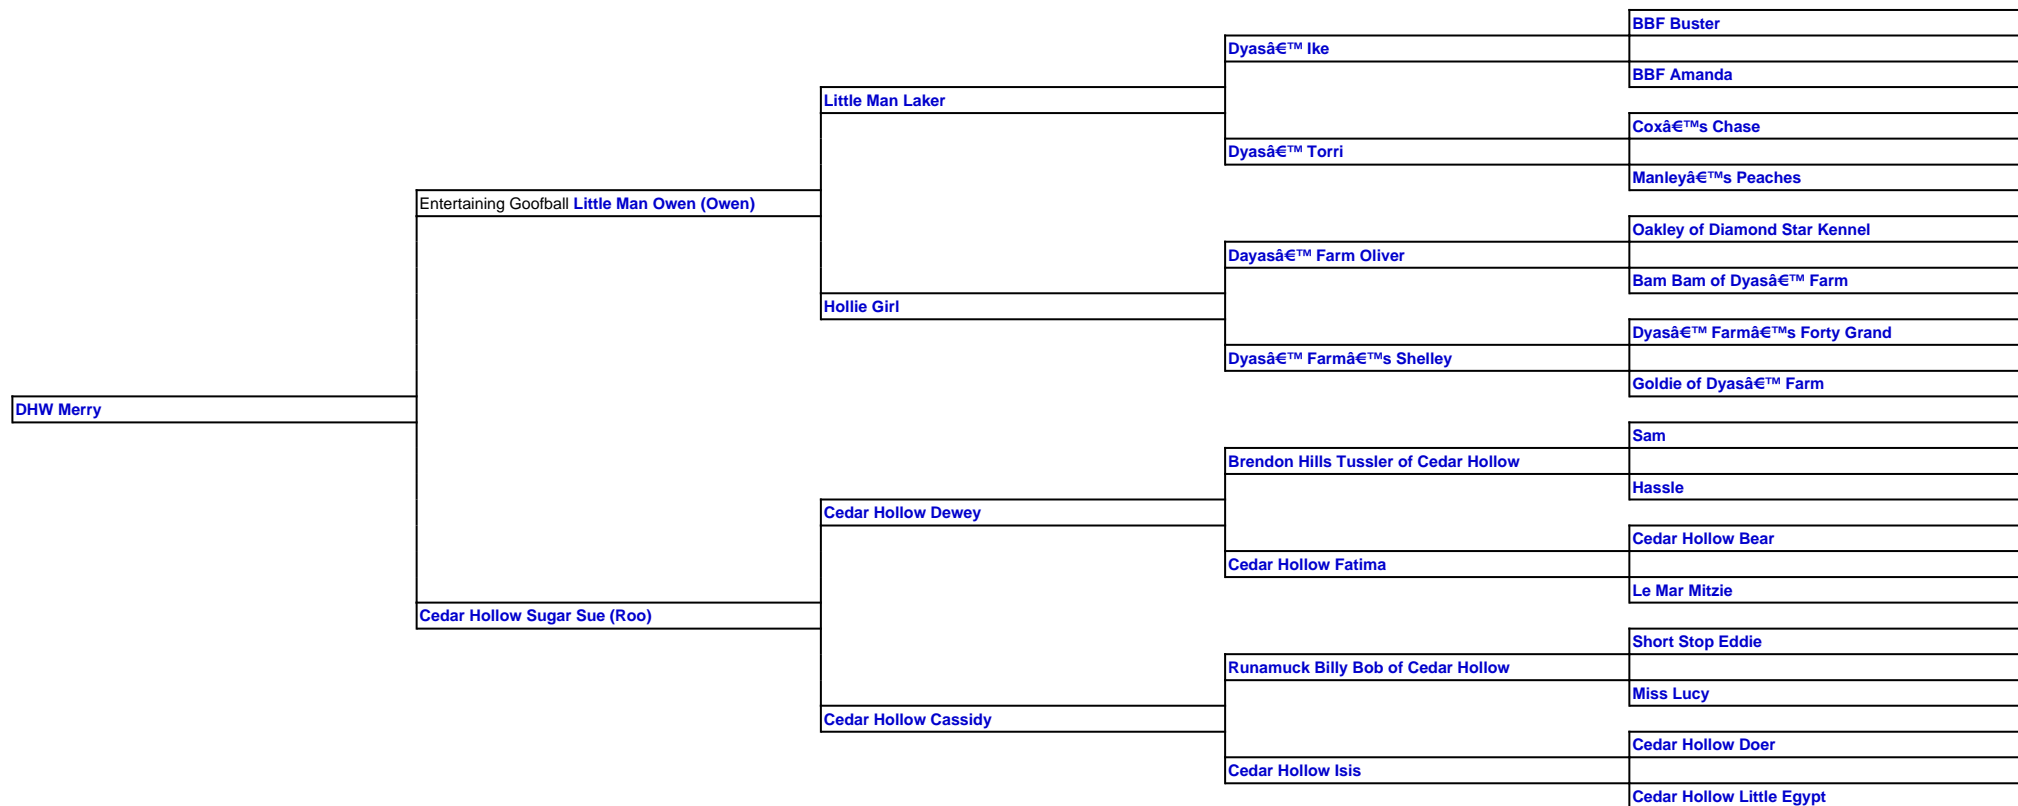 BBF Buster
Dyasâ€™ Ike
BBF Amanda
Little Man Laker
Coxâ€™s Chase
Dyasâ€™ Torri
Manleyâ€™s Peaches
Entertaining Goofball Little Man Owen (Owen)
Oakley of Diamond Star Kennel
Dayasâ€™ Farm Oliver
Bam Bam of Dyasâ€™ Farm
Hollie Girl
Dyasâ€™ Farmâ€™s Forty Grand
Dyasâ€™ Farmâ€™s Shelley
Goldie of Dyasâ€™ Farm
DHW Merry
Sam
Brendon Hills Tussler of Cedar Hollow
Hassle
Cedar Hollow Dewey
Cedar Hollow Bear
Cedar Hollow Fatima
Le Mar Mitzie
Cedar Hollow Sugar Sue (Roo)
Short Stop Eddie
Runamuck Billy Bob of Cedar Hollow
Miss Lucy
Cedar Hollow Cassidy
Cedar Hollow Doer
Cedar Hollow Isis
Cedar Hollow Little Egypt